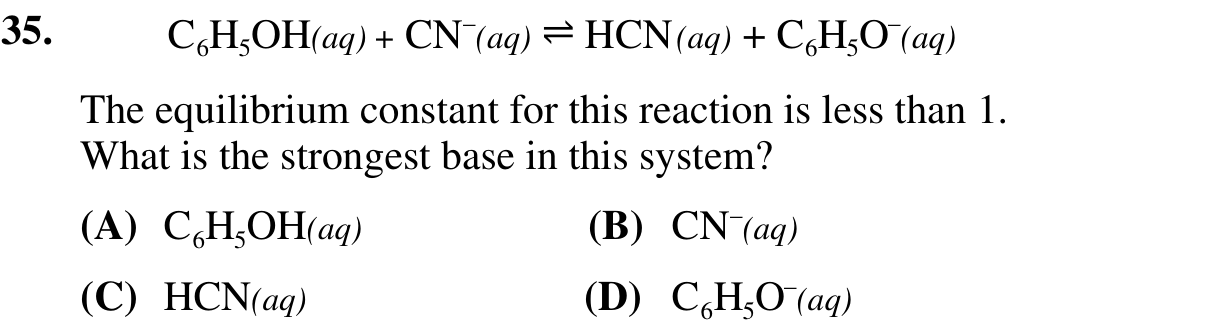 35. C₆H₅OH(aq) + CN⁻(aq) ⇌ HCN(aq) + C₆H₅O⁻(aq)
The equilibrium constant for this reaction is less than 1.
What is the strongest base in this system?
(A) C₆H₅OH(aq) (B) CN⁻(aq)
(C) HCN(aq) (D) C₆H₅O⁻(aq)